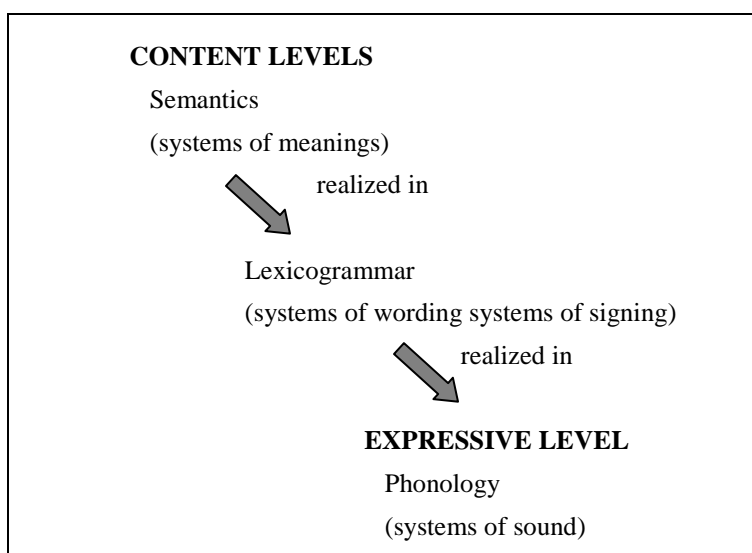 CONTENT LEVELS
Semantics
(systems of meanings)
realized in
Lexicogrammar
(systems of wording systems of signing)
realized in
EXPRESSIVE LEVEL
Phonology
(systems of sound)